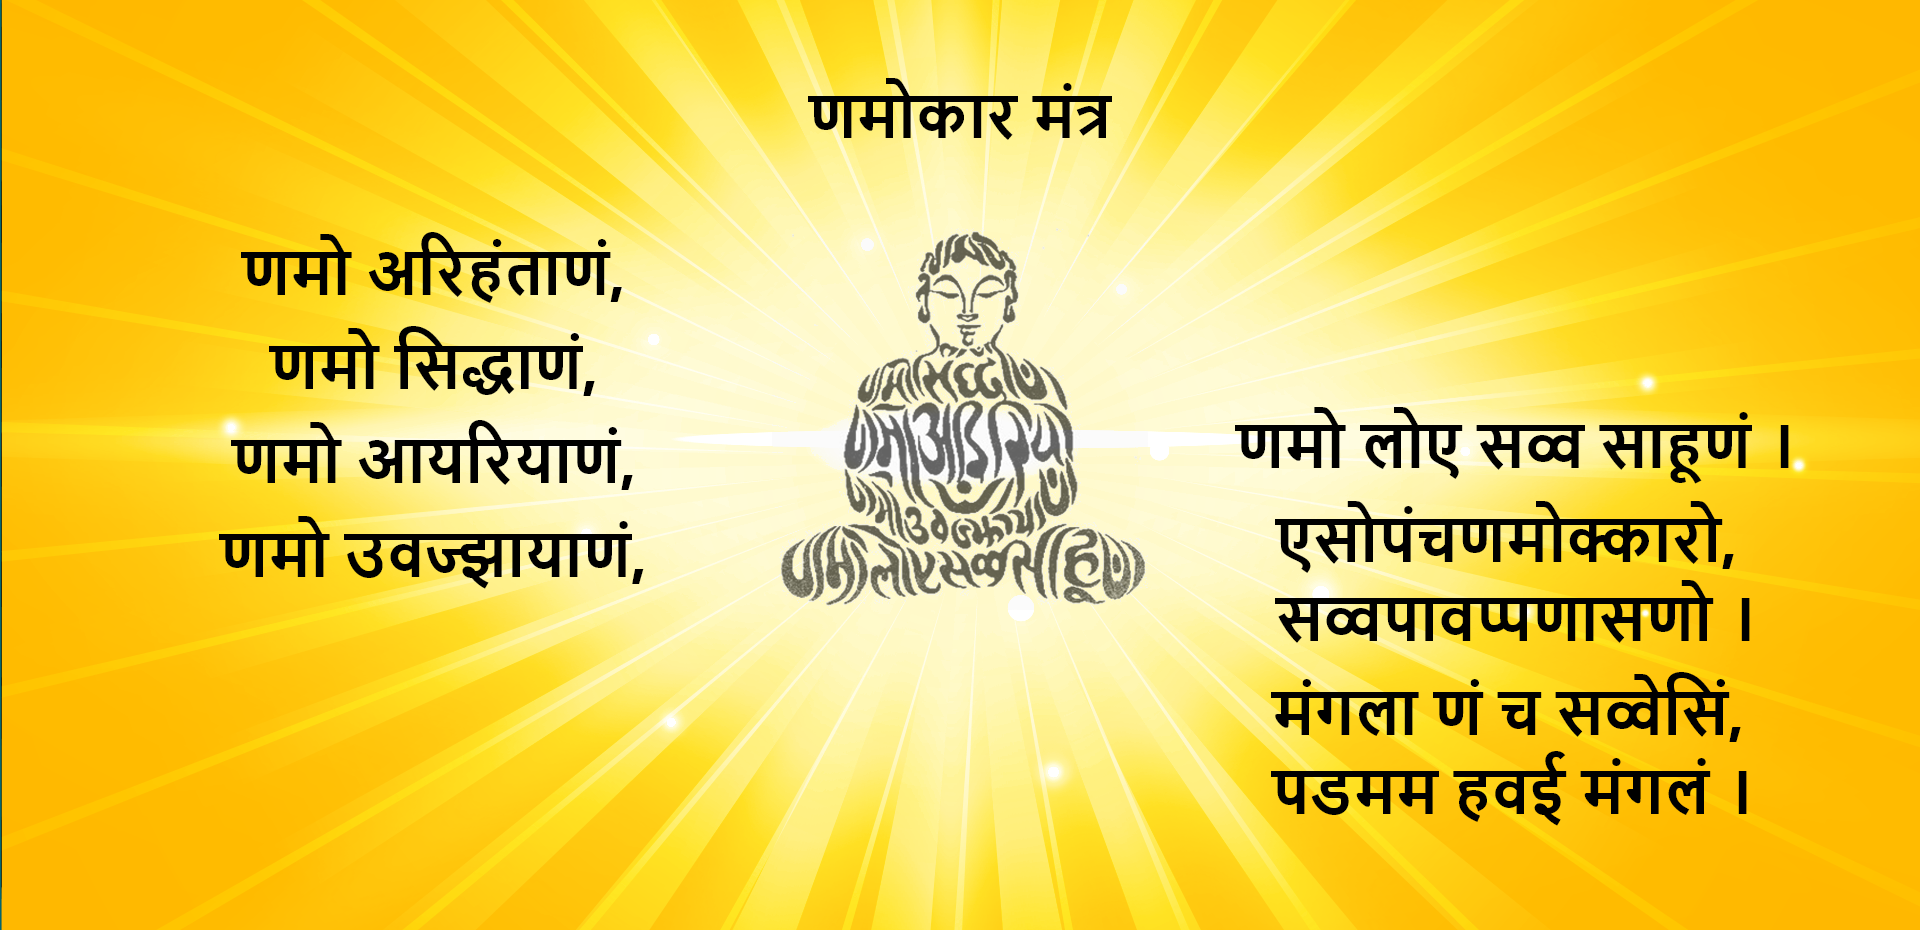 णमोकार मंत्र
णमो अरिहंताणं,
णमो सिद्धाणं,
णमो आयरियाणं,
णमो उवज्झायाणं,
णमो लोए सव्व साहूणं ।
एसोपंचणमोक्कारो,
सव्वपावप्पणासणो ।
मंगला णं च सव्वेसिं,
पडमम हवई मंगलं ।